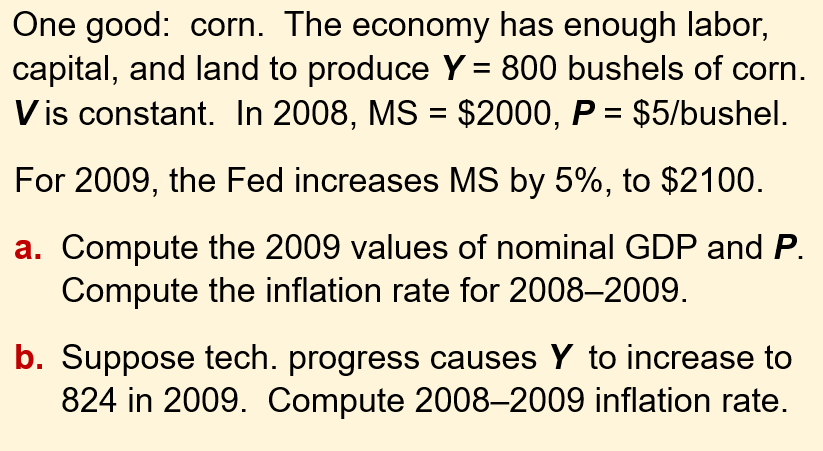 One good: corn. The economy has enough labor,
capital, and land to produce Y = 800 bushels of corn.
V is constant. In 2008, MS = $2000, P = $5/bushel.
For 2009, the Fed increases MS by 5%, to $2100.
a. Compute the 2009 values of nominal GDP and P.
Compute the inflation rate for 2008–2009.
b. Suppose tech. progress causes Y to increase to
824 in 2009. Compute 2008–2009 inflation rate.